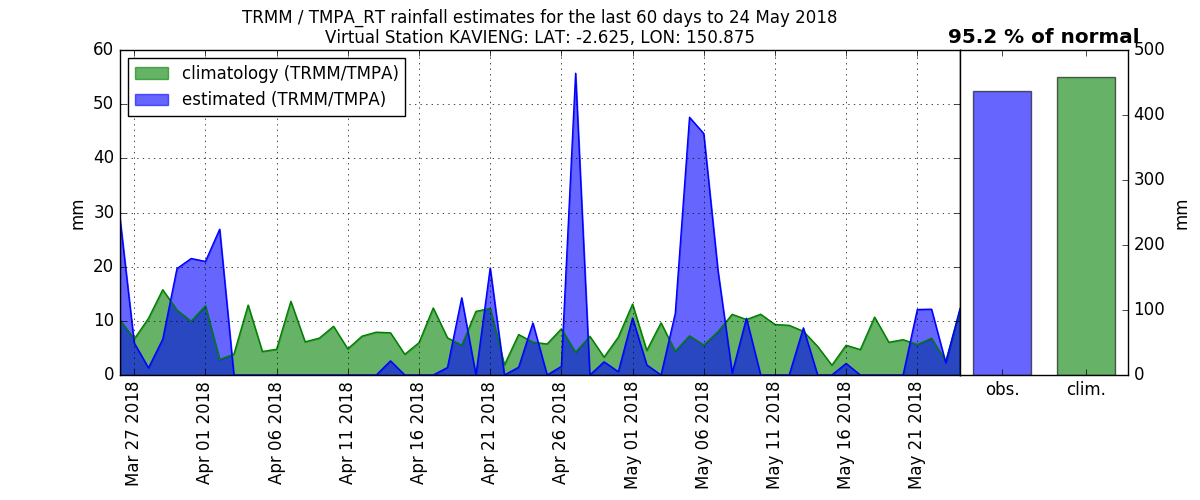 TRMM / TMPA_RT rainfall estimates for the last 60 days to 24 May 2018
Virtual Station KAVIENG: LAT: -2.625, LON: 150.875
95.2 % of normal
climatology (TRMM/TMPA)
estimated (TRMM/TMPA)
60
50
40
30
20
10
0
mm
Mar 27 2018
Apr 01 2018
Apr 06 2018
Apr 11 2018
Apr 16 2018
Apr 21 2018
Apr 26 2018
May 01 2018
May 06 2018
May 11 2018
May 16 2018
May 21 2018
obs.
clim.
500
400
300
200
100
0
mm